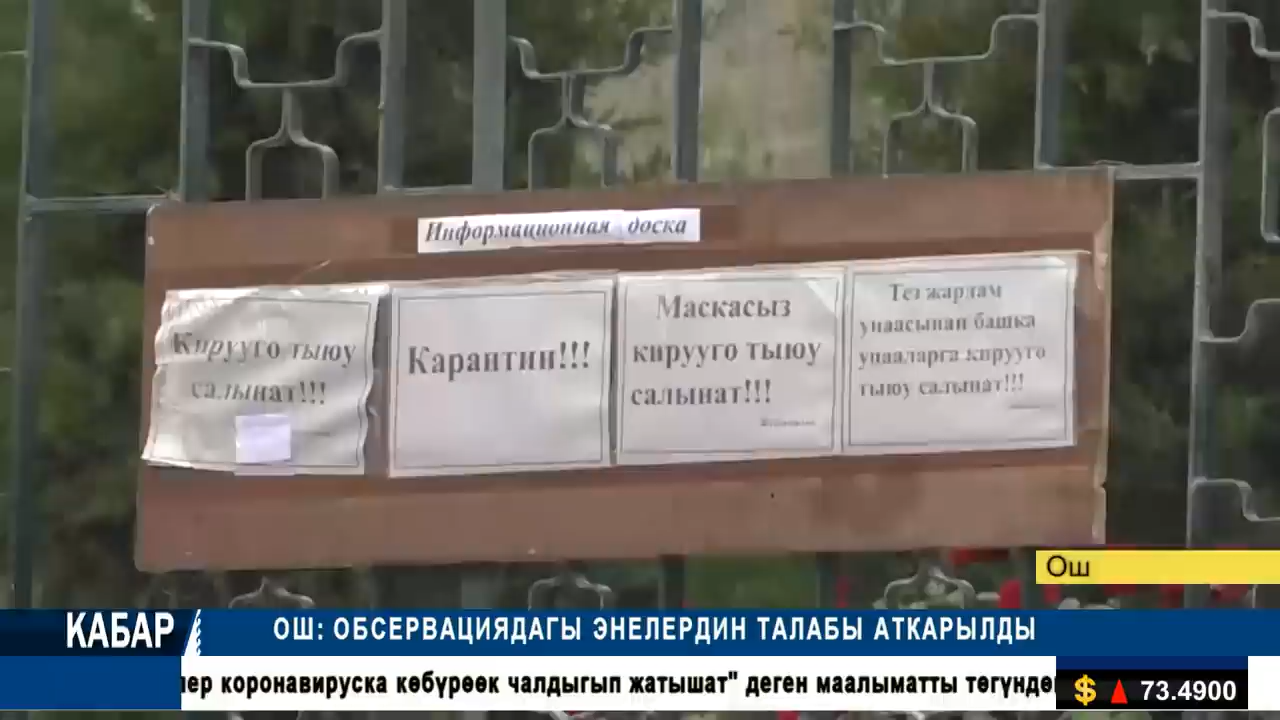 Информационная доска
Кирууго тыюу
салынат!!!
Карантин!!!
Маскасыз
кирууго тыюу
салынат!!!
Тез жардам
унаасынан башка
унааларга кирууго
тыюу салынат!!!
Ош
КАБАР
ОШ: ОБСЕРВАЦИЯДАГЫ ЭНЕЛЕРДИН ТАЛАБЫ АТКАРЫЛДЫ
коронавируска көбүрөөк чалдыгып жатышат" деген маалыматты
$ ▲ 73.4900